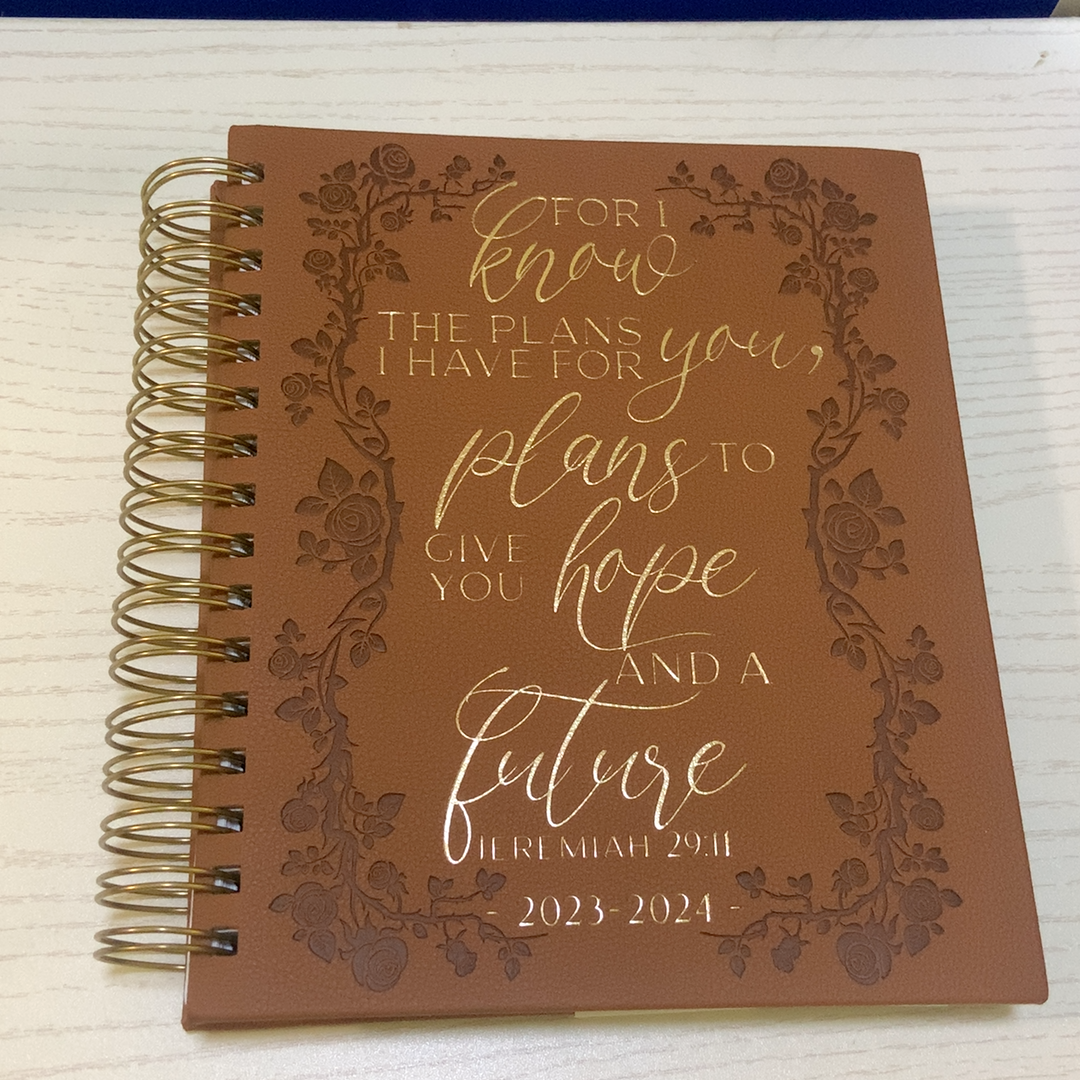 FOR I
know
THE PLANS
I HAVE FOR you,
plans TO
GIVE
YOU hope
AND A
future
JEREMIAH 29:11
- 2023-2024 -